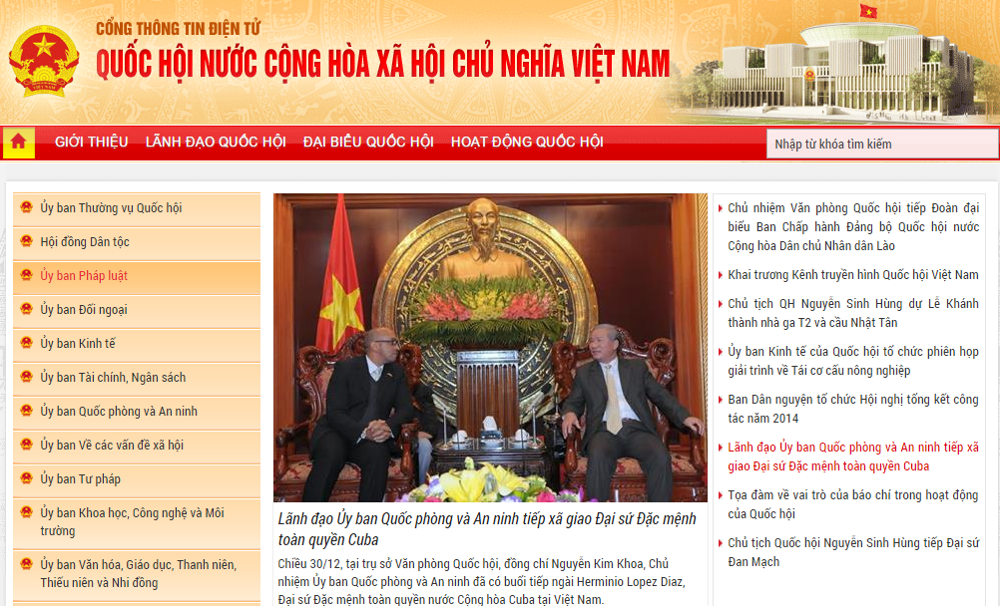 CỔNG THÔNG TIN ĐIỆN TỬ
QUỐC HỘI NƯỚC CỘNG HÒA XÃ HỘI CHỦ NGHĨA VIỆT NAM
GIỚI THIỆU LÃNH ĐẠO QUỐC HỘI ĐẠI BIỂU QUỐC HỘI HOẠT ĐỘNG QUỐC HỘI
Nhập từ khóa tìm kiếm
Ủy ban Thường vụ Quốc hội
Hội đồng Dân tộc
Ủy ban Pháp luật
Ủy ban Đối ngoại
Ủy ban Kinh tế
Ủy ban Tài chính, Ngân sách
Ủy ban Quốc phòng và An ninh
Ủy ban Về các vấn đề xã hội
Ủy ban Tư pháp
Ủy ban Khoa học, Công nghệ và Môi
trường
Ủy ban Văn hóa, Giáo dục, Thanh niên,
Thiếu niên và Nhi đồng
Lãnh đạo Ủy ban Quốc phòng và An ninh tiếp xã giao Đại sứ Đặc mệnh
toàn quyền Cuba
Chiều 30/12, tại trụ sở Văn phòng Quốc hội, đồng chí Nguyễn Kim Khoa, Chủ
nhiệm Ủy ban Quốc phòng và An ninh đã có buổi tiếp ngài Herminio Lopez Diaz,
Đại sứ Đặc mệnh toàn quyền nước Cộng hòa Cuba tại Việt Nam.
Chủ nhiệm Văn phòng Quốc hội tiếp Đoàn đại
biểu Ban Chấp hành Đảng bộ Quốc hội nước
Cộng hòa Dân chủ Nhân dân Lào
Khai trương Kênh truyền hình Quốc hội Việt Nam
Chủ tịch QH Nguyễn Sinh Hùng dự Lễ Khánh
thành nhà ga T2 và cầu Nhật Tân
Ủy ban Kinh tế của Quốc hội tổ chức phiên họp
giải trình về Tái cơ cấu nông nghiệp
Ban Dân nguyện tổ chức Hội nghị tổng kết công
tác năm 2014
Lãnh đạo Ủy ban Quốc phòng và An ninh tiếp xã
giao Đại sứ Đặc mệnh toàn quyền Cuba
Tọa đàm về vai trò của báo chí trong hoạt động
của Quốc hội
Chủ tịch Quốc hội Nguyễn Sinh Hùng tiếp Đại sứ
Đan Mạch